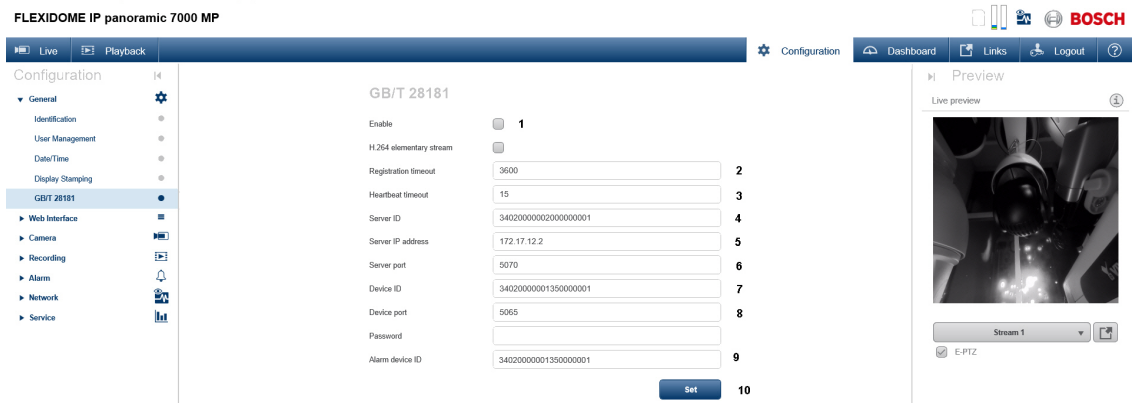 FLEXIDOME IP panoramic 7000 MP
BOSCH
Live Playback Configuration Dashboard Links Logout ?
Configuration
General
Identification
User Management
Date/Time
Display Stamping
GB/T 28181
Web Interface
Camera
Recording
Alarm
Network
Service
GB/T 28181
Enable 1
H.264 elementary stream
Registration timeout 3600 2
Heartbeat timeout 15 3
Server ID 34020000002000000001 4
Server IP address 172.17.12.2 5
Server port 5070 6
Device ID 34020000001350000001 7
Device port 5065 8
Password
Alarm device ID 34020000001350000001 9
Set 10
Preview
Live preview i
Stream 1
E-PTZ